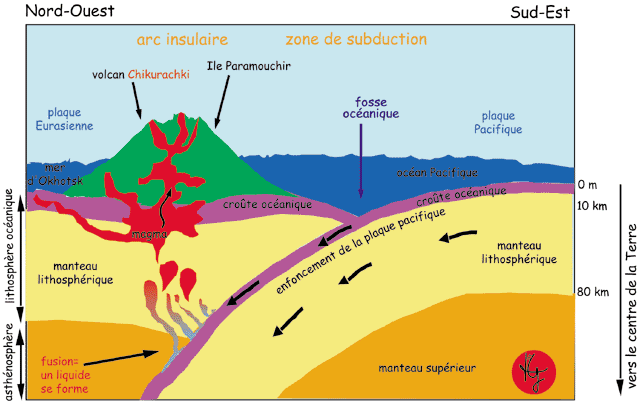 Nord-Ouest
Sud-Est
arc insulaire
zone de subduction
volcan Chikurachki
Ile Paramouchir
plaque
Eurasienne
fosse
océanique
plaque
Pacifique
mer
d'Okhotsk
océan Pacifique
0 m
croûte océanique
croûte océanique
10 km
magma
enfoncement de la plaque pacifique
manteau
lithosphérique
manteau
lithosphérique
80 km
lithosphère océanique
asthénosphère
fusion=
un liquide
se forme
manteau supérieur
vers le centre de la Terre